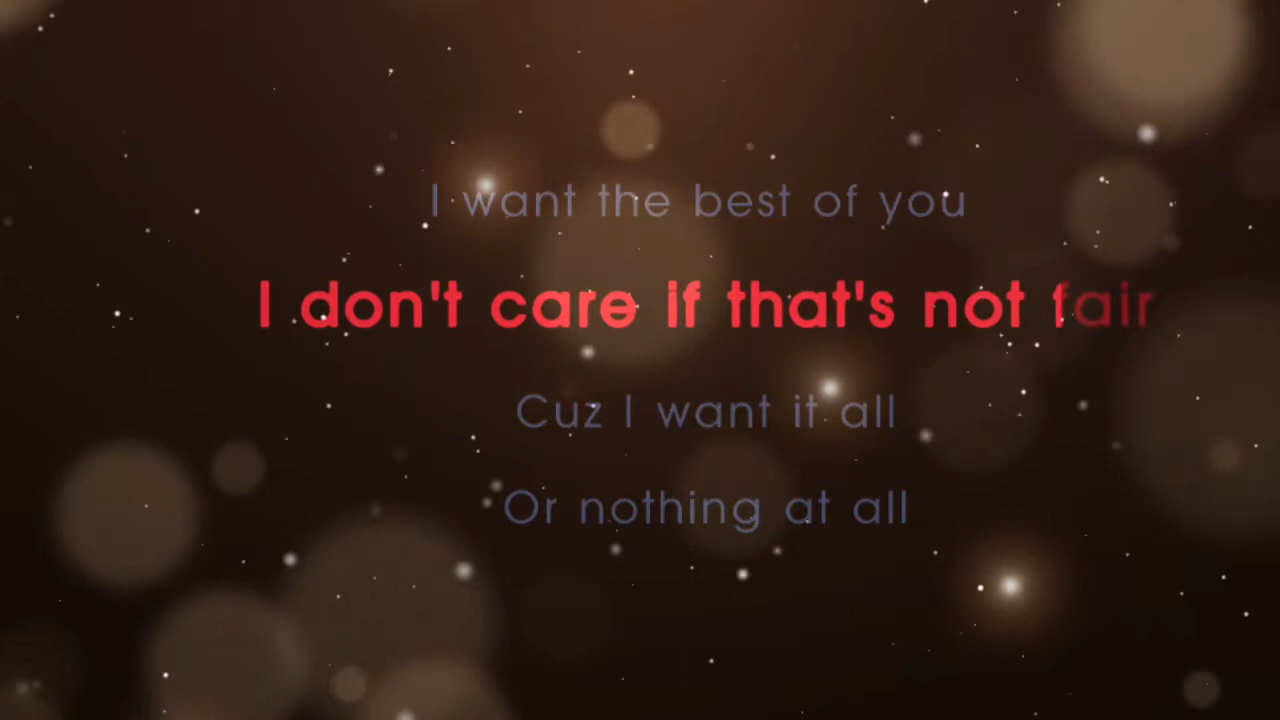 I want the best of you
I don't care if that's not fair
Cuz I want it all
Or nothing at all